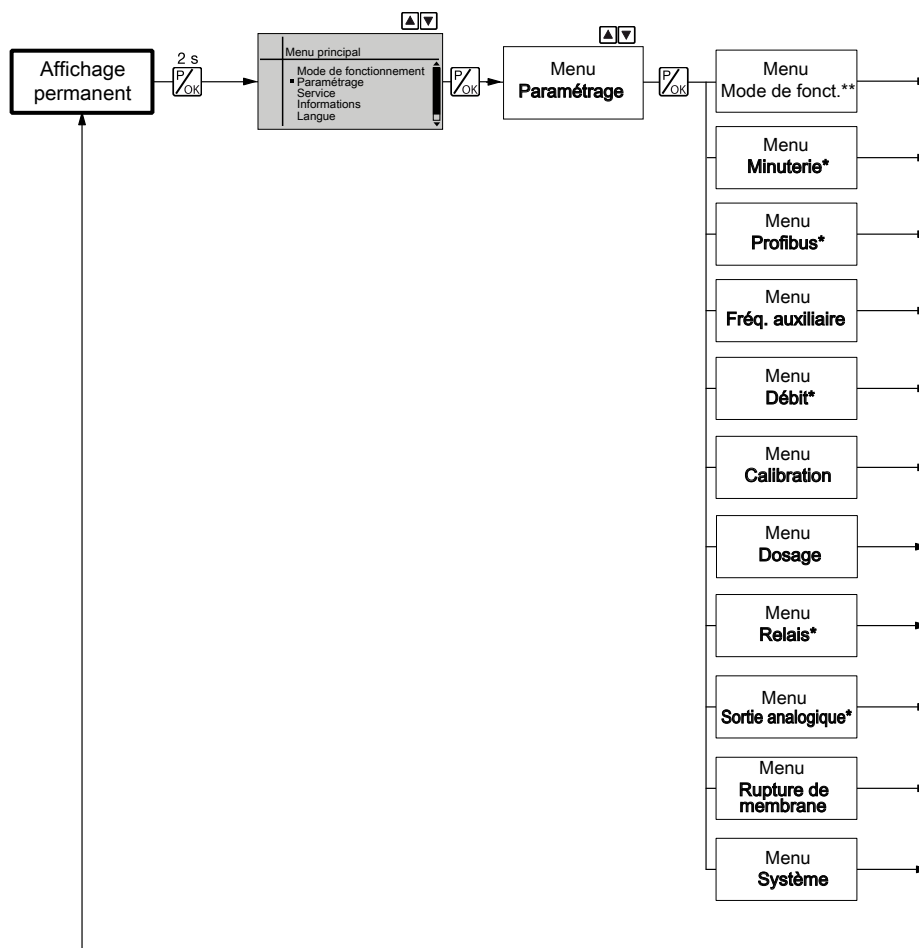 Affichage
permanent
2 s
P/OK
Menu principal
Mode de fonctionnement
Paramétrage
Service
Informations
Langue
P/OK
Menu
Paramétrage
P/OK
Menu
Mode de fonct.**
Menu
Minuterie*
Menu
Profibus*
Menu
Fréq. auxiliaire
Menu
Débit*
Menu
Calibration
Menu
Dosage
Menu
Relais*
Menu
Sortie analogique*
Menu
Rupture de
membrane
Menu
Système